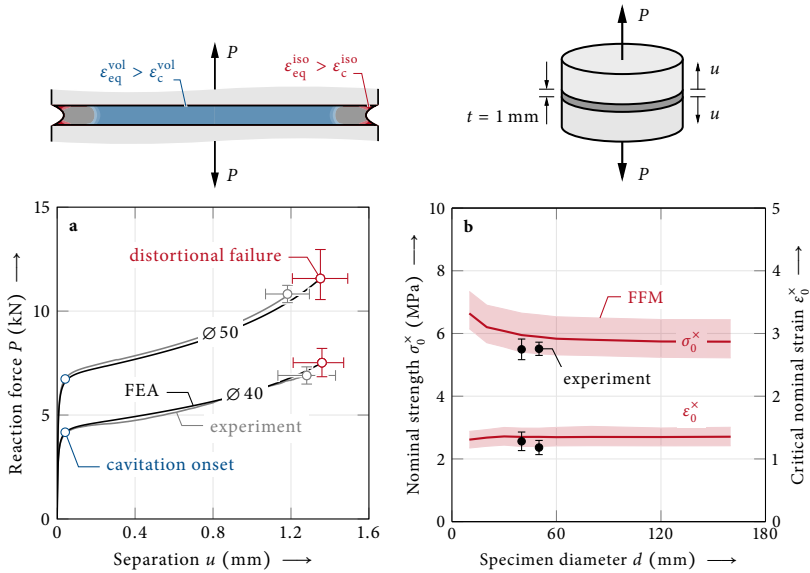 P
ε_eq^vol > ε_c^vol
ε_eq^iso > ε_c^iso
P
P
u
u
t = 1 mm
P
a
15
10
5
0
0
0.4
0.8
1.2
1.6
Reaction force P (kN) ⟶
Separation u (mm) ⟶
distortional failure
∅ 50
FEA
∅ 40
experiment
cavitation onset
b
10
8
6
4
2
0
0
60
120
180
5
4
3
2
1
0
Nominal strength σ_0^× (MPa) ⟶
Specimen diameter d (mm) ⟶
Critical nominal strain ε_0^× ⟶
FFM
σ_0^×
experiment
ε_0^×